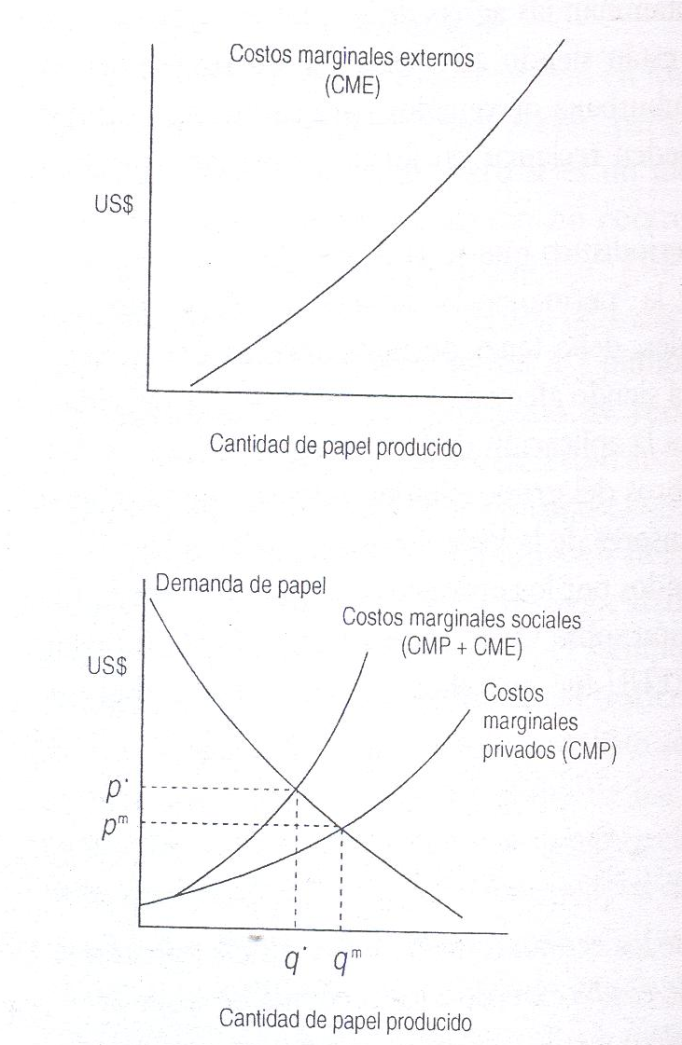 Costos marginales externos
(CME)
US$
Cantidad de papel producido
Demanda de papel
Costos marginales sociales
(CMP + CME)
US$
Costos
marginales
privados (CMP)
p*
pᵐ
q* qᵐ
Cantidad de papel producido